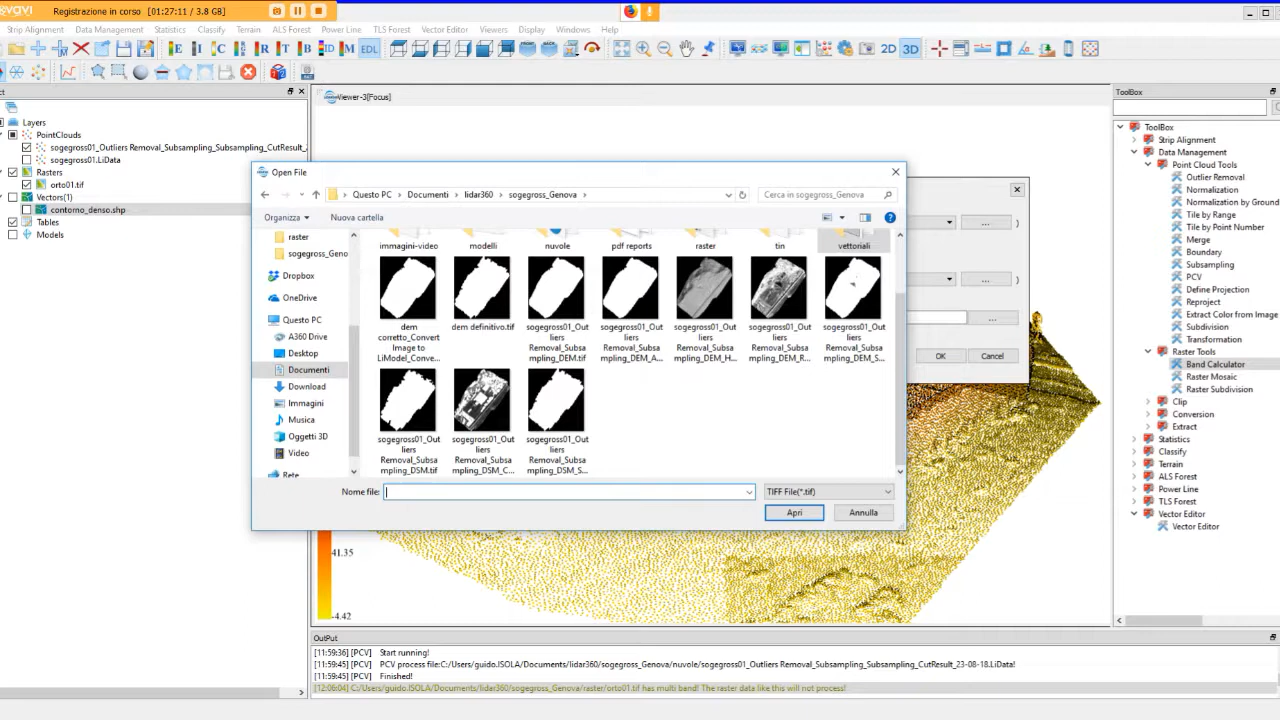 Registrazione in corso [01:27:11 / 3.8 GB]
Strip Alignment Data Management Statistics Classify Terrain ALS Forest Power Line TLS Forest Vector Editor Viewers Display Windows Help
E I C R T B ID M EDL 2D 3D
Viewer-3[Focus]
ToolBox
Layers
PointClouds
sogegross01_Outliers Removal_Subsampling_Subsampling_CutResult_2
sogegross01.LiData
Rasters
orto01.tif
Vectors(1)
contorno_denso.shp
Tables
Models
Open File
Questo PC > Documenti > lidar360 > sogegross_Genova >
Cerca in sogegross_Genova
Organizza
Nuova cartella
raster
sogegross_Geno
Dropbox
OneDrive
Questo PC
A360 Drive
Desktop
Documenti
Download
Immagini
Musica
Oggetti 3D
Video
Rete
immagini-video
modelli
nuvole
pdf reports
raster
tin
vettoriali
dem corretto_Convert Image to LiModel_Conve...
dem definitivo.tif
sogegross01_Outliers Removal_Subsampling_DEM.tif
sogegross01_Outliers Removal_Subsampling_DEM_A...
sogegross01_Outliers Removal_Subsampling_DEM_H...
sogegross01_Outliers Removal_Subsampling_DEM_R...
sogegross01_Outliers Removal_Subsampling_DEM_S...
sogegross01_Outliers Removal_Subsampling_DSM.tif
sogegross01_Outliers Removal_Subsampling_DSM_C...
sogegross01_Outliers Removal_Subsampling_DSM_S...
Nome file:
TIFF File(*.tif)
Apri
Annulla
...
...
...
OK
Cancel
ToolBox
Strip Alignment
Data Management
Point Cloud Tools
Outlier Removal
Normalization
Normalization by Ground
Tile by Range
Tile by Point Number
Merge
Boundary
Subsampling
PCV
Define Projection
Reproject
Extract Color from Image
Subdivision
Transformation
Raster Tools
Band Calculator
Raster Mosaic
Raster Subdivision
Clip
Conversion
Extract
Statistics
Classify
Terrain
ALS Forest
Power Line
TLS Forest
Vector Editor
Vector Editor
41.35
-4.42
OutPut
[11:59:36] [PCV] Start running!
[11:59:45] [PCV] PCV process file:C:/Users/guido.ISOLA/Documents/lidar360/sogegross_Genova/nuvole/sogegross01_Outliers Removal_Subsampling_Subsampling_CutResult_23-08-18.LiData!
[11:59:45] [PCV] Finished!
[12:06:04] C:/Users/guido.ISOLA/Documents/lidar360/sogegross_Genova/raster/orto01.tif has multi band! The raster data like this will not process!